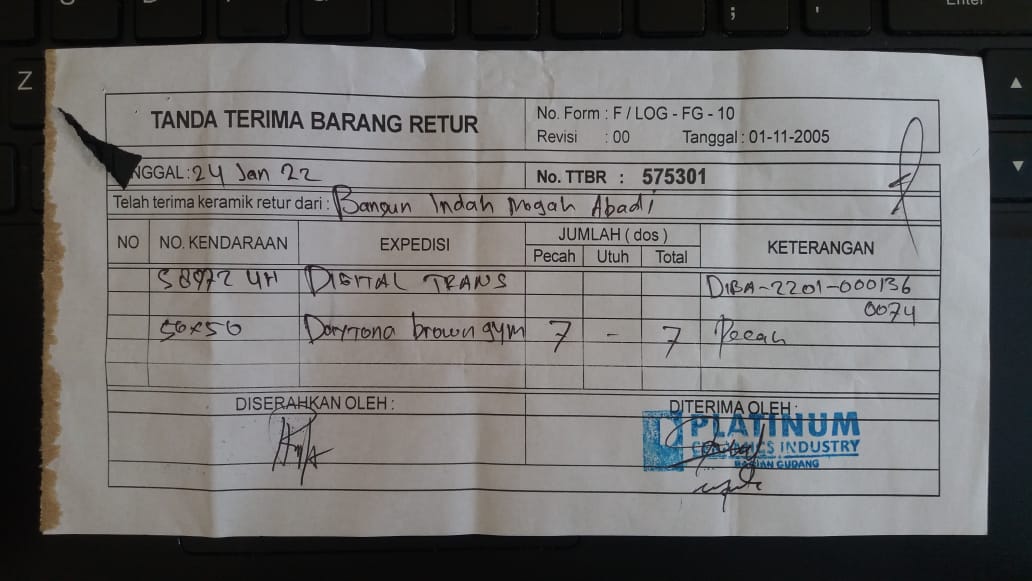 TANDA TERIMA BARANG RETUR
No. Form : F / LOG - FG - 10
Revisi : 00 Tanggal : 01-11-2005
NGGAL : 24 Jan 22
No. TTBR : 575301
Telah terima keramik retur dari : Bangun Indah Megah Abadi
NO NO. KENDARAAN EXPEDISI JUMLAH ( dos ) KETERANGAN
Pecah Utuh Total
S 8972 UH DIGITAL TRANS DIBA-2201-000136
0074
50x50 Daytona brown gym 7 - 7 Pecah
DISERAHKAN OLEH : DITERIMA OLEH :
PLATINUM
CERAMICS INDUSTRY
BAGIAN GUDANG
Z
;
Enter